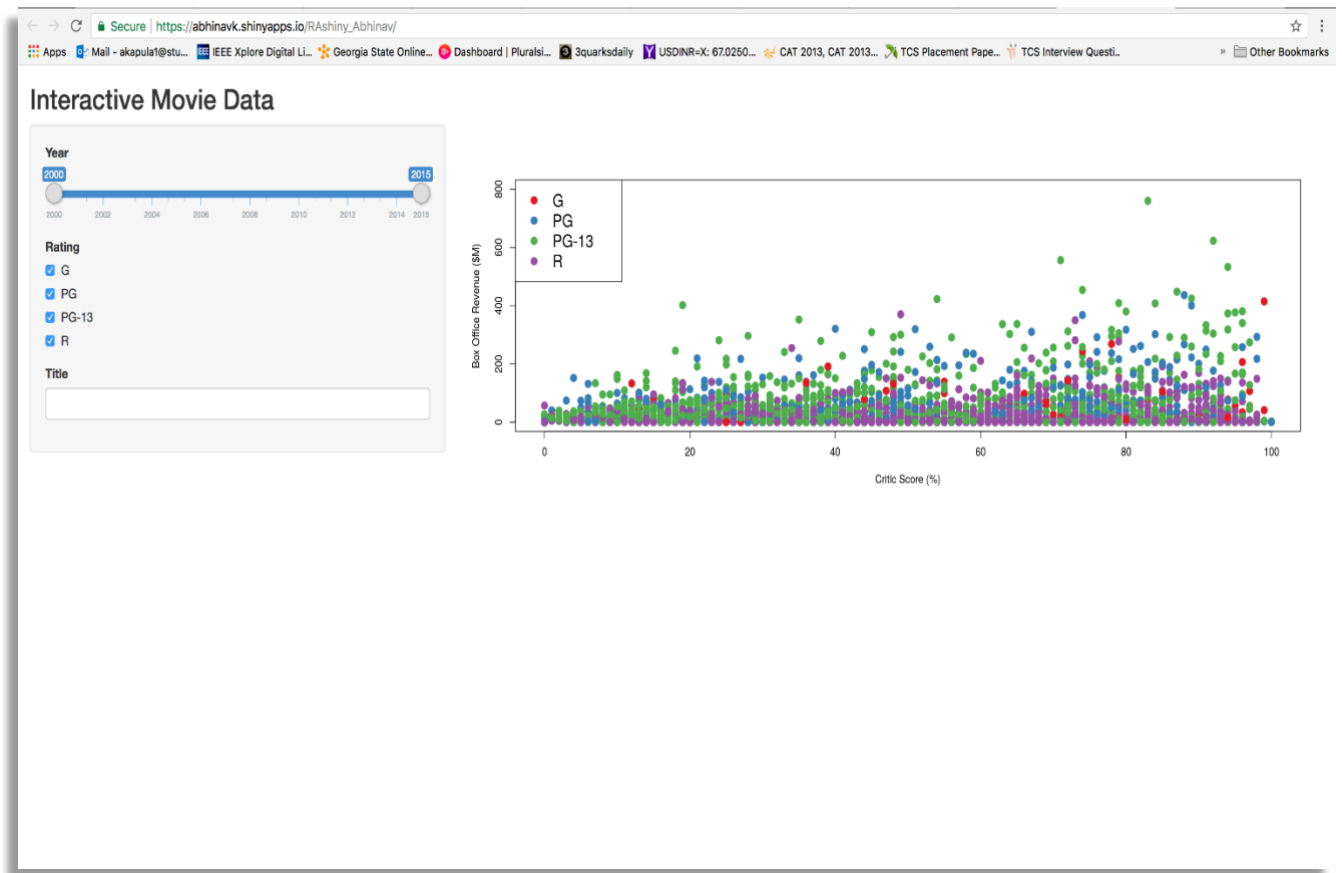 Secure | https://abhinavk.shinyapps.io/RAshiny_Abhinav/
Apps Mail - akapula1@stu... IEEE Xplore Digital Li... Georgia State Online... Dashboard | Pluralsi... 3quarksdaily USDINR=X: 67.0250... CAT 2013, CAT 2013... TCS Placement Pape... TCS Interview Questi... » Other Bookmarks
Interactive Movie Data
Year
2000 2015
2000 2002 2004 2006 2008 2010 2012 2014 2015
Rating
G
PG
PG-13
R
Title
G
PG
PG-13
R
Box Office Revenue ($M)
800
600
400
200
0
0 20 40 60 80 100
Critic Score (%)